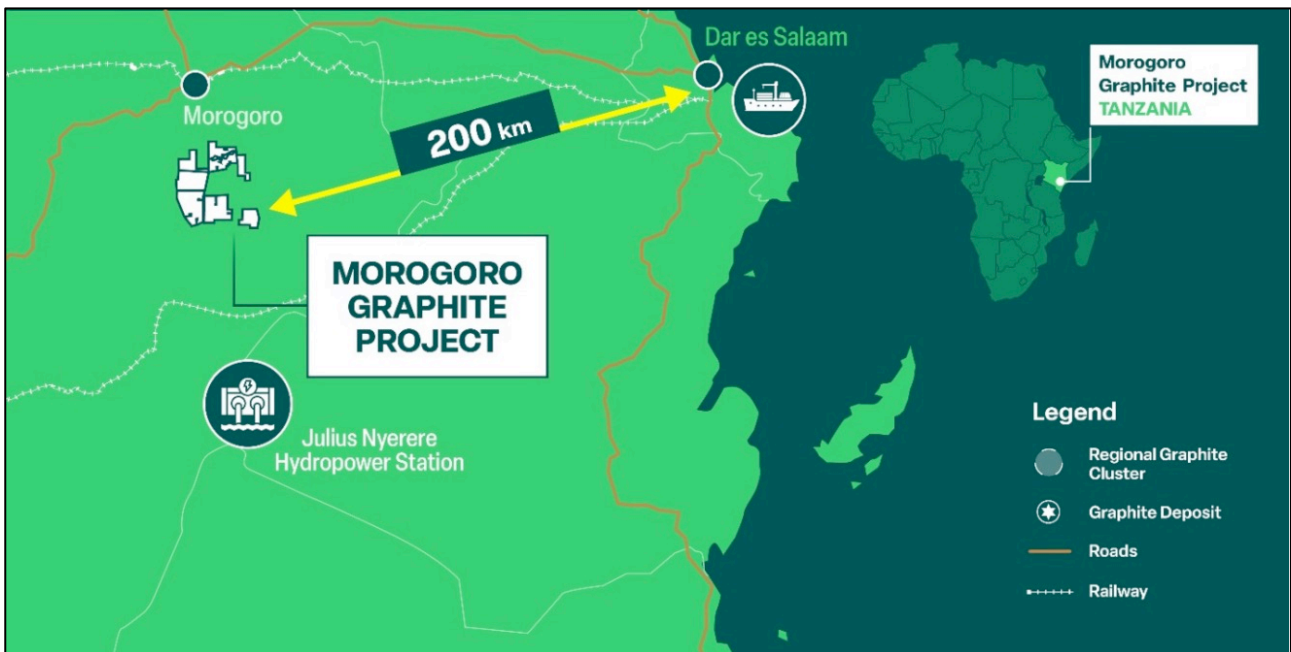 Dar es Salaam
Morogoro
200 km
MOROGORO
GRAPHITE
PROJECT
Julius Nyerere
Hydropower Station
Morogoro
Graphite Project
TANZANIA
Legend
Regional Graphite
Cluster
Graphite Deposit
Roads
Railway